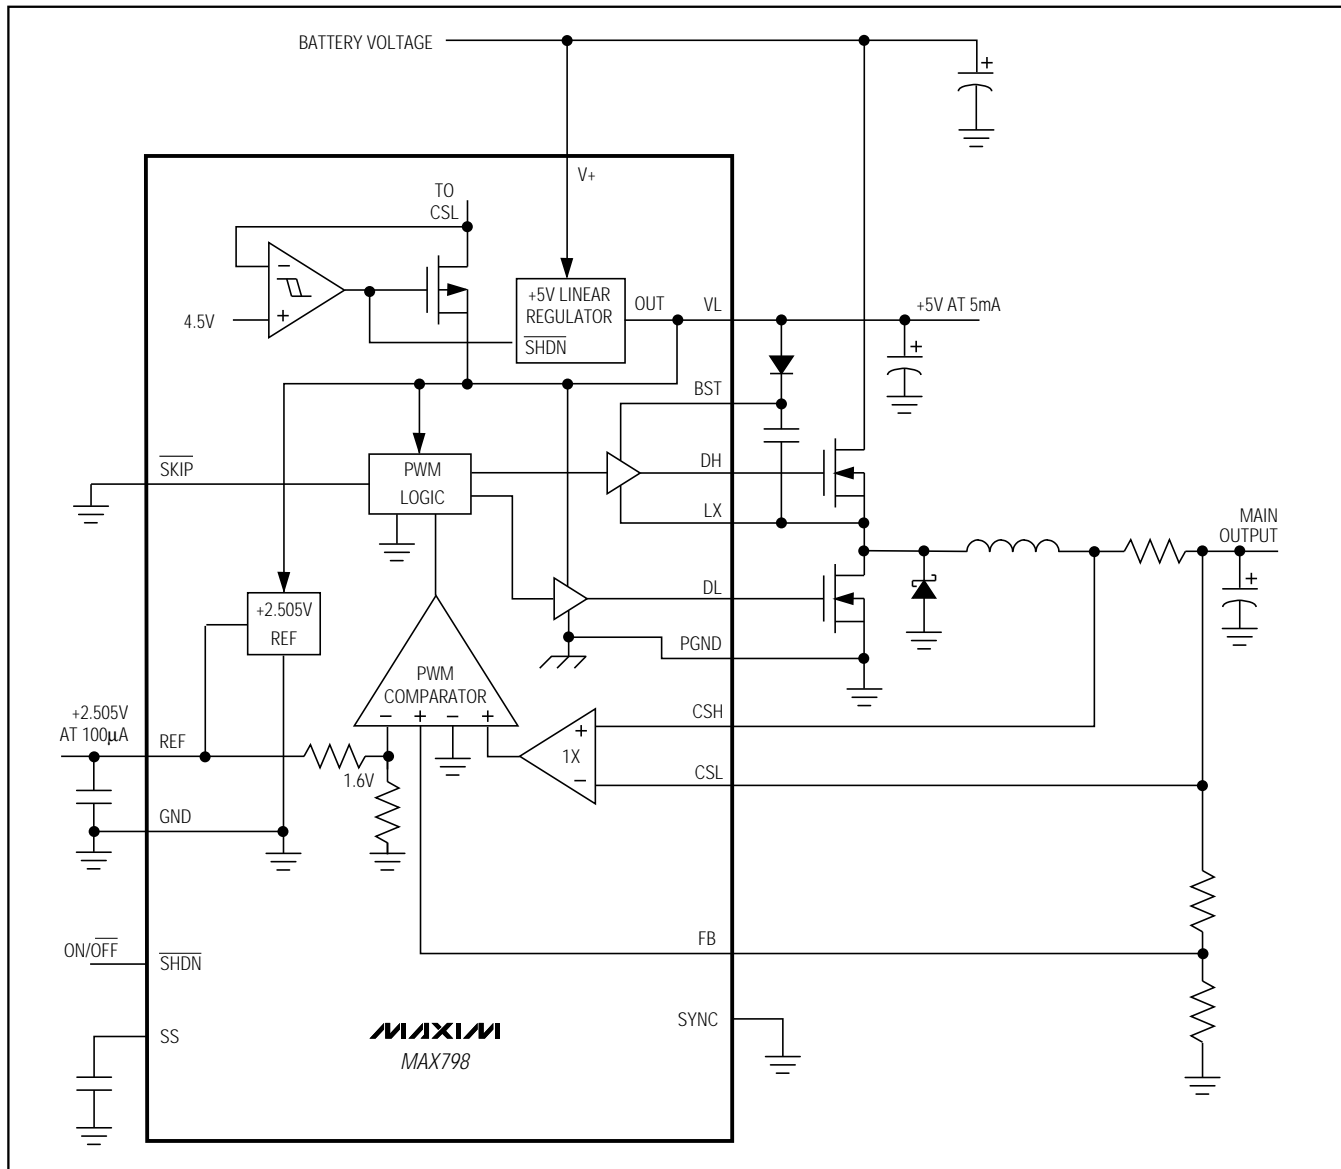 BATTERY VOLTAGE
+
V+
TO
CSL
−
+
4.5V
+5V LINEAR
REGULATOR
SHDN
OUT
VL
+5V AT 5mA
+
BST
SKIP
PWM
LOGIC
DH
LX
MAIN
OUTPUT
+
+2.505V
REF
DL
PGND
PWM
COMPARATOR
− + − +
+2.505V
AT 100µA
REF
1.6V
+
1X
−
CSH
CSL
GND
FB
ON/OFF
SHDN
SS
SYNC
MAXIM
MAX798